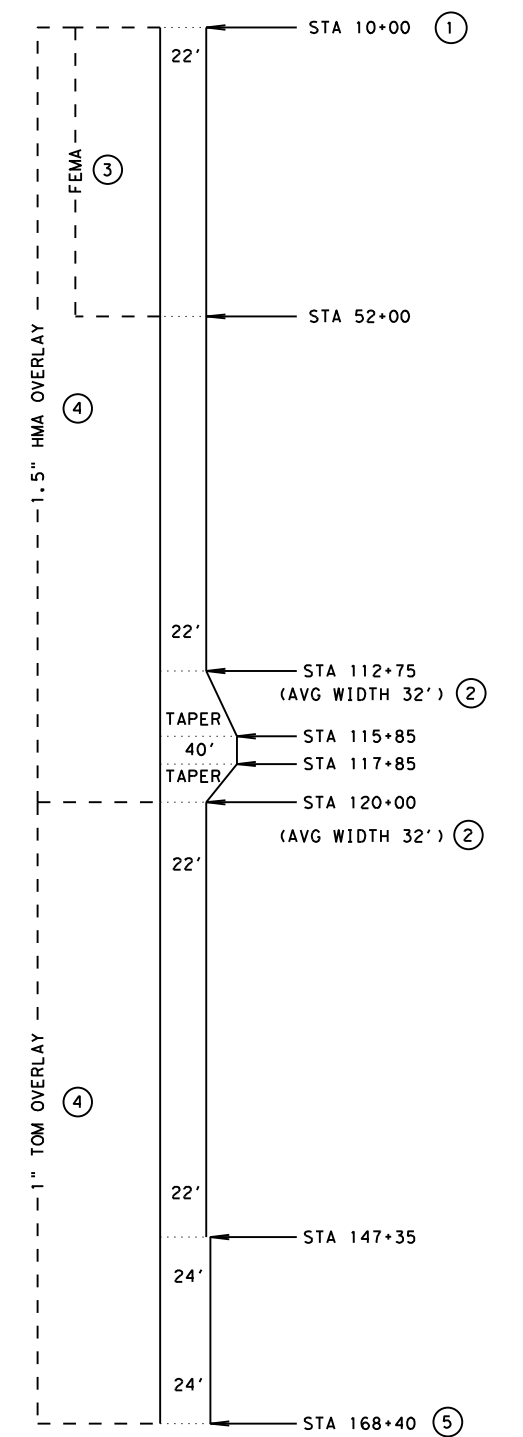 STA 10+00 1
22'
FEMA 3
STA 52+00
1.5" HMA OVERLAY 4
22'
STA 112+75
(AVG WIDTH 32') 2
TAPER
STA 115+85
40'
STA 117+85
TAPER
STA 120+00
(AVG WIDTH 32') 2
22'
1" TOM OVERLAY 4
22'
STA 147+35
24'
24'
STA 168+40 5